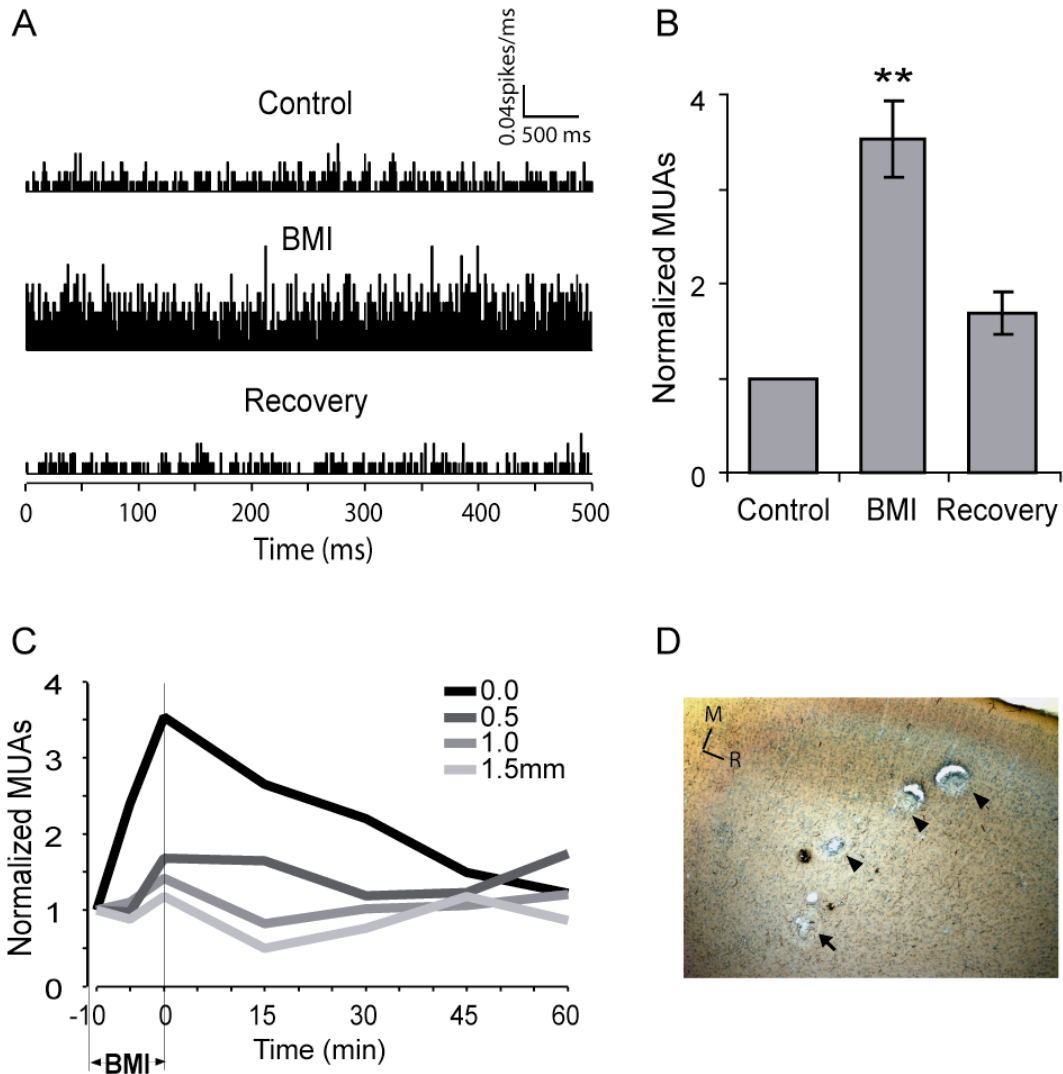 A
0.04spikes/ms
500 ms
Control
BMI
Recovery
0 100 200 300 400 500
Time (ms)
B
**
Normalized MUAs
4
2
0
Control BMI Recovery
C
Normalized MUAs
4
3
2
1
0
0.0
0.5
1.0
1.5mm
-10 0 15 30 45 60
Time (min)
BMI
D
M
R